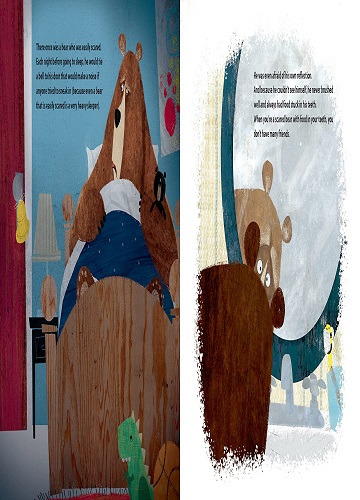 There once was a bear who was easily scared.
Each night before going to sleep, he would tie
a bell to his door that would make a noise if
anyone tried to sneak in (because even a bear
that is easily scared is a very heavy sleeper).
He was even afraid of his own reflection.
And because he couldn't see himself, he never brushed
well and always had food stuck in his teeth.
When you're a scared bear with food in your teeth, you
don't have many friends.